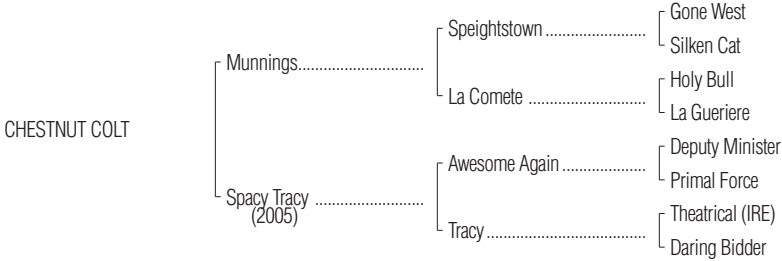 Gone West
Speightstown
Silken Cat
Munnings
Holy Bull
La Comete
La Gueriere
CHESTNUT COLT
Deputy Minister
Awesome Again
Primal Force
Spacy Tracy
(2005)
Theatrical (IRE)
Tracy
Daring Bidder